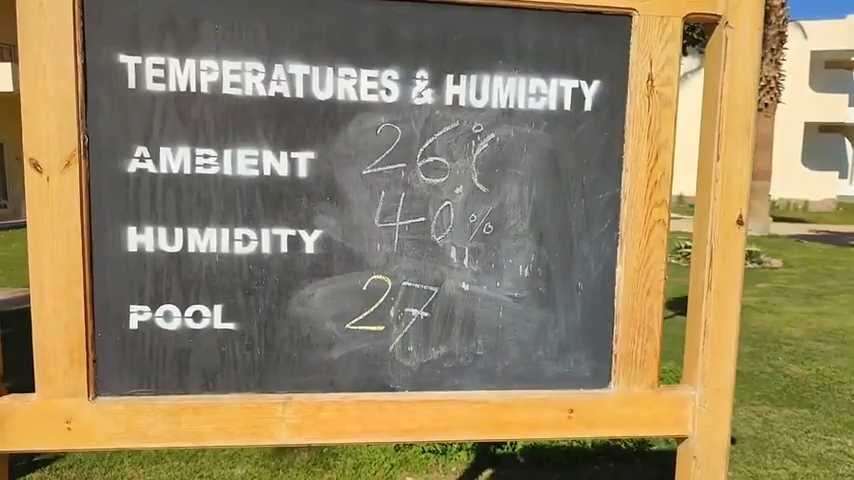 TEMPERATURES & HUMIDITY
AMBIENT 26°C
HUMIDITY 40%
POOL 27